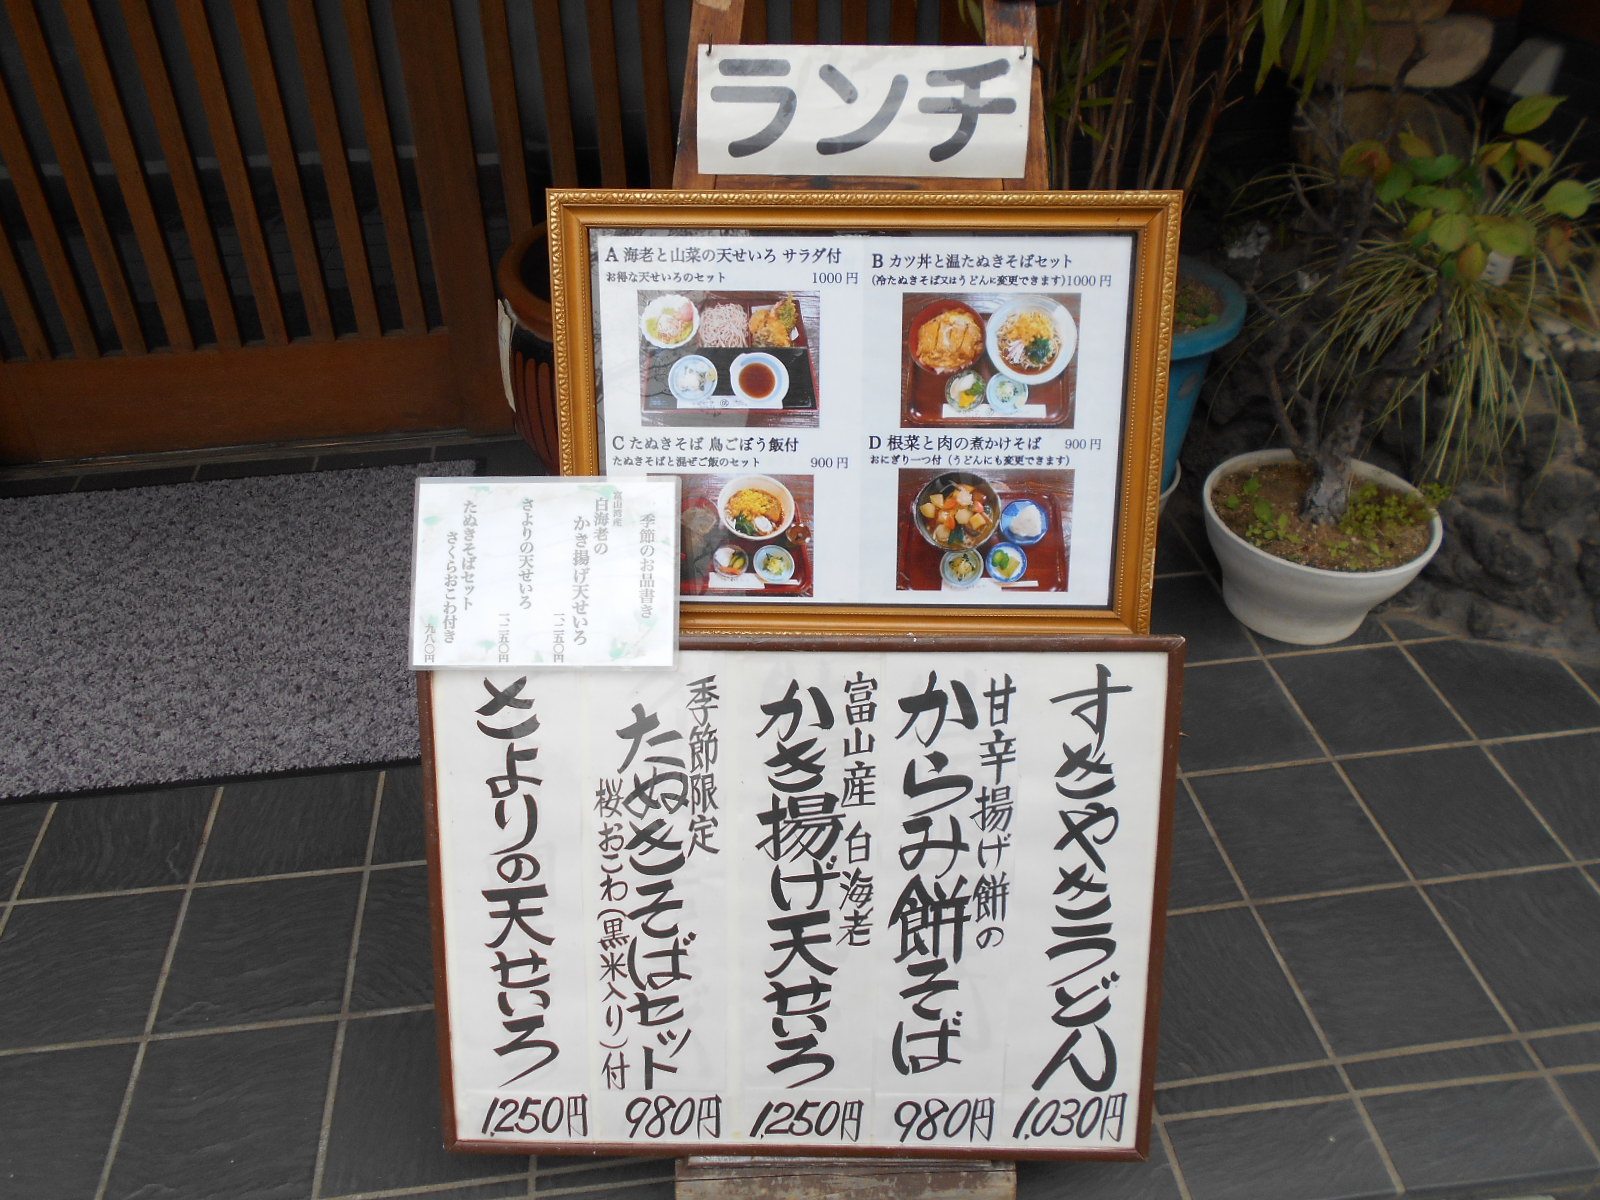 ランチ
A 海老と山菜の天せいろ サラダ付
お得な天せいろのセット 1000円
B カツ丼と温たぬきそばセット
(冷たぬきそば又はうどんに変更できます)1000円
C たぬきそば 鳥ごぼう飯付
たぬきそばと混ぜご飯のセット 900円
D 根菜と肉の煮かけそば 900円
おにぎり一つ付(うどんにも変更できます)
季節のお品書き
富山湾産
白海老の
かき揚げ天せいろ
一、二五〇円
さよりの天せいろ
一、二五〇円
たぬきそばセット
さくらおこわ付き
九八〇円
すきやきうどん
1,030円
甘辛揚げ餅の
からみ餅そば
980円
富山産 白海老
かき揚げ天せいろ
1,250円
季節限定
たぬきそばセット
桜おこわ(黒米入り)付
980円
さよりの天せいろ
1,250円